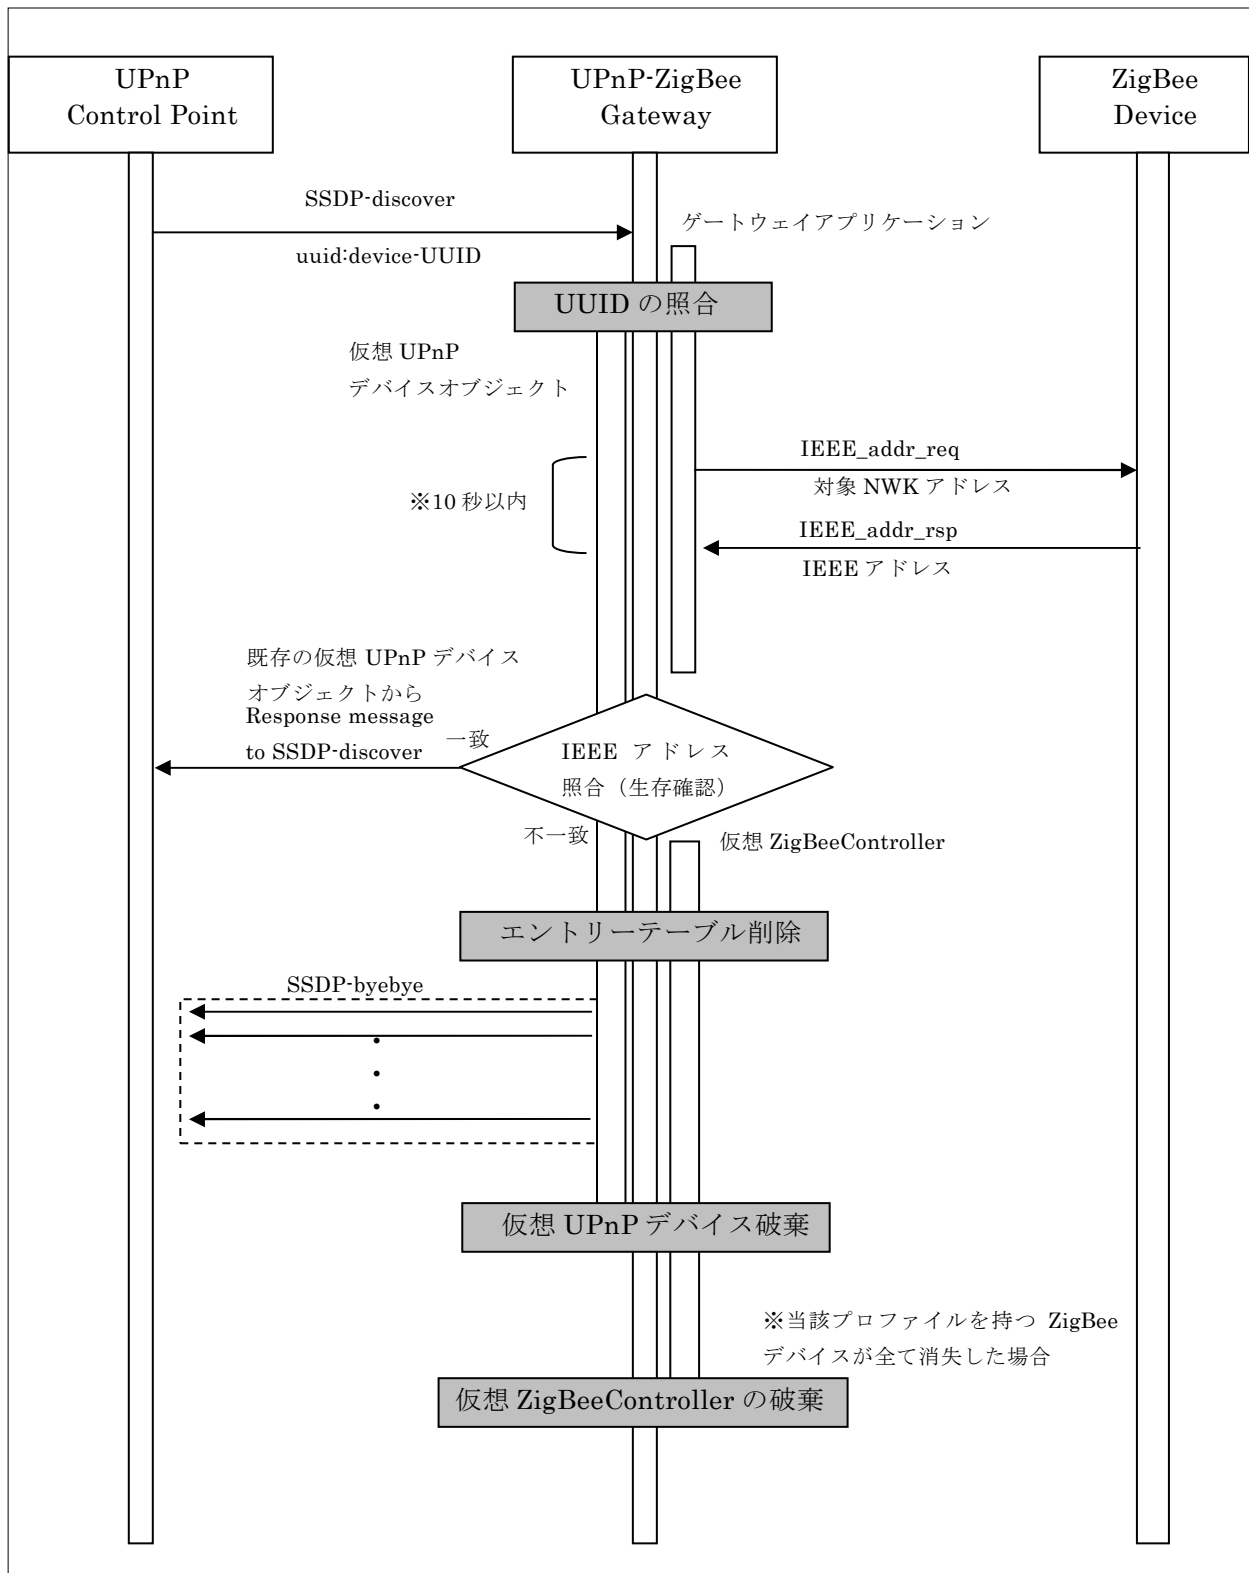 UPnP
Control Point
UPnP-ZigBee
Gateway
ZigBee
Device
SSDP-discover
uuid:device-UUID
ゲートウェイアプリケーション
UUID の照合
仮想 UPnP
デバイスオブジェクト
IEEE_addr_req
対象 NWK アドレス
※10 秒以内
IEEE_addr_rsp
IEEE アドレス
既存の仮想 UPnP デバイス
オブジェクトから
Response message
to SSDP-discover
一致
IEEE アドレス
照合（生存確認）
不一致
仮想 ZigBeeController
エントリーテーブル削除
SSDP-byebye
仮想 UPnP デバイス破棄
※当該プロファイルを持つ ZigBee
デバイスが全て消失した場合
仮想 ZigBeeController の破棄